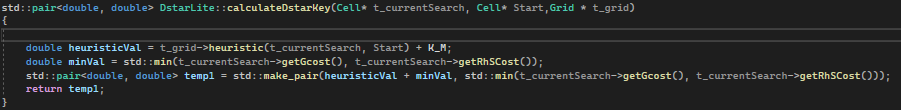 std::pair<double, double> DstarLite::calculateDstarKey(Cell* t_currentSearch, Cell* Start,Grid * t_grid)
{
double heuristicVal = t_grid->heuristic(t_currentSearch, Start) + K_M;
double minVal = std::min(t_currentSearch->getGcost(), t_currentSearch->getRhSCost());
std::pair<double, double> temp1 = std::make_pair(heuristicVal + minVal, std::min(t_currentSearch->getGcost(), t_currentSearch->getRhSCost()));
return temp1;
}